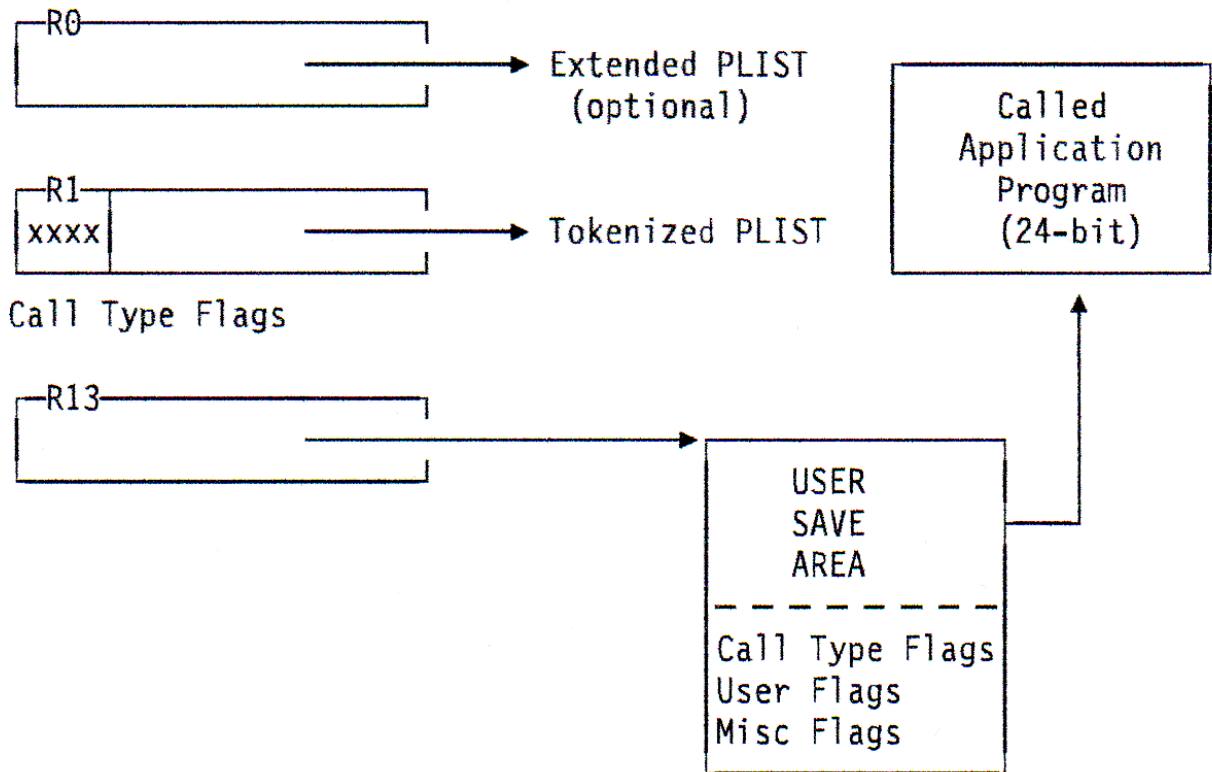 R0
Extended PLIST
(optional)
Called
Application
Program
(24-bit)
R1
xxxx
Tokenized PLIST
Call Type Flags
R13
USER
SAVE
AREA
Call Type Flags
User Flags
Misc Flags